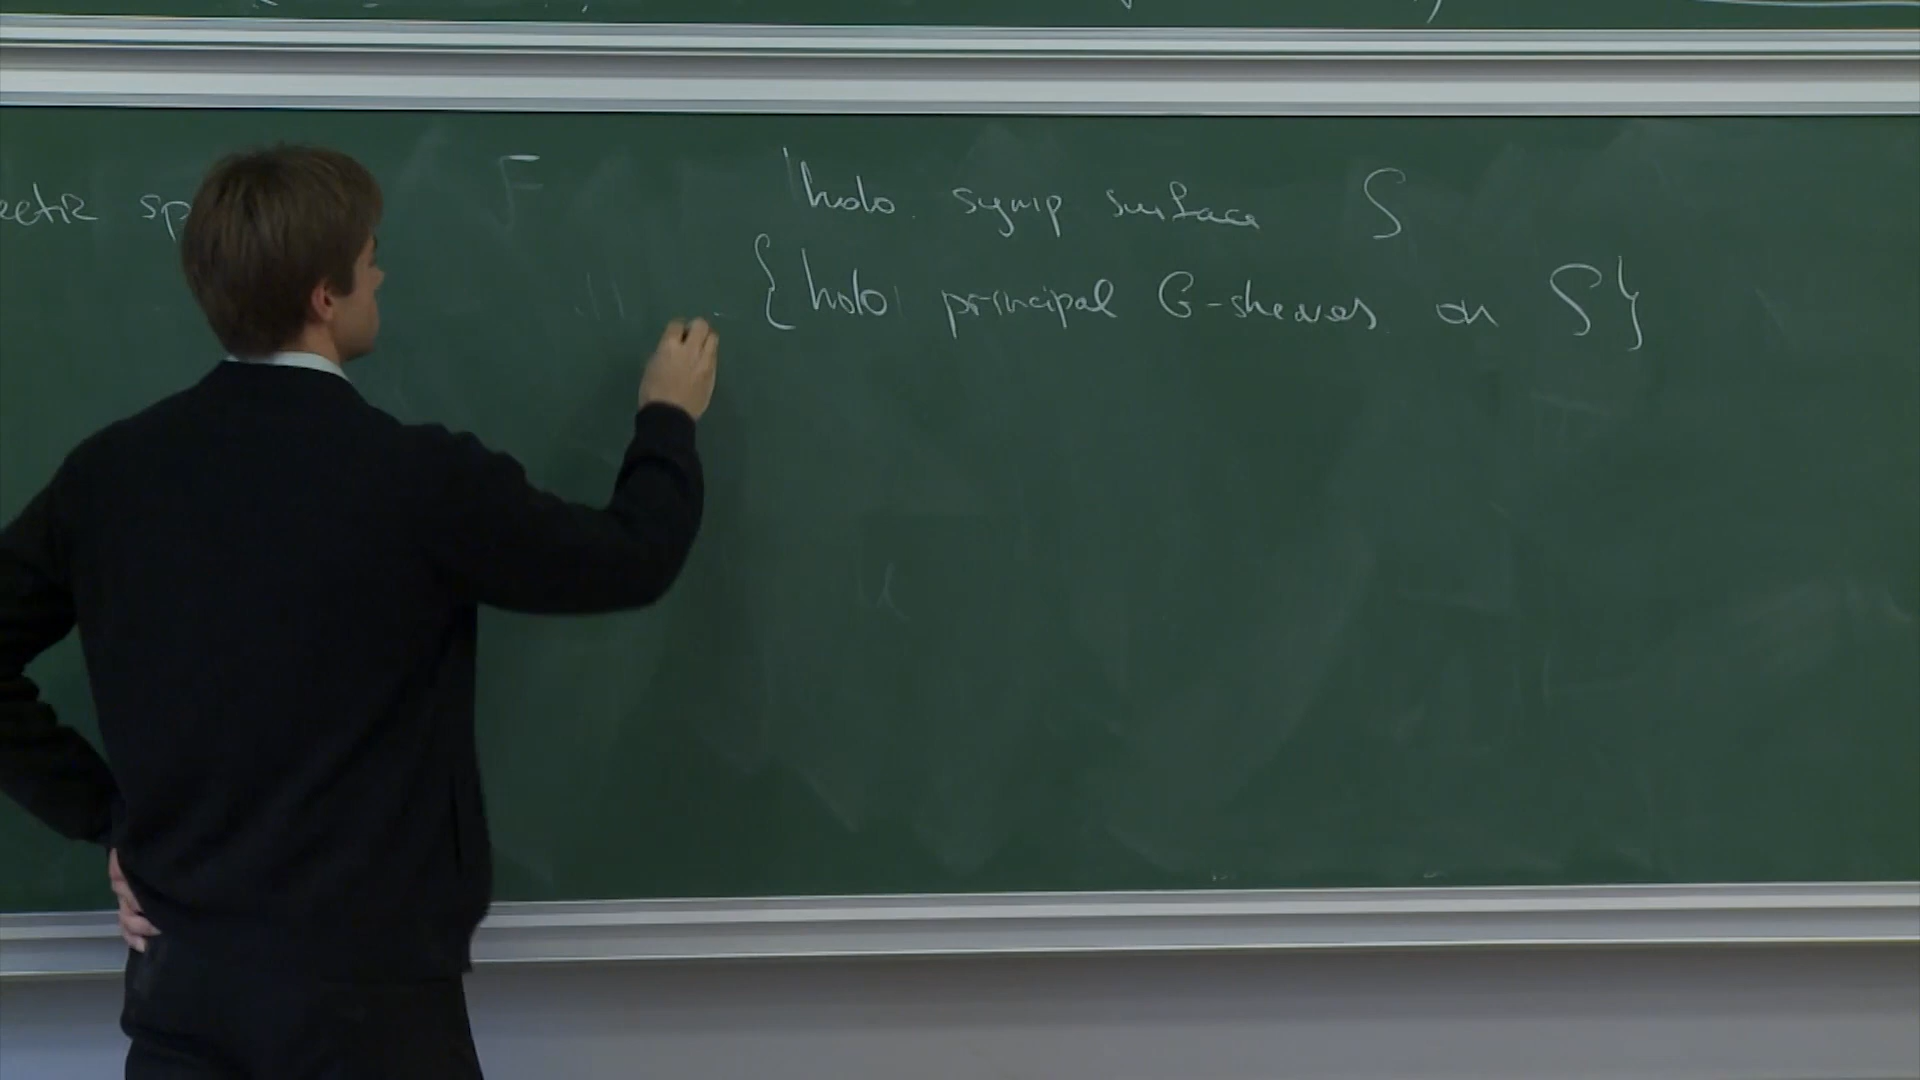 F holo. symp surface S
{holo principal G-sheaves on S}